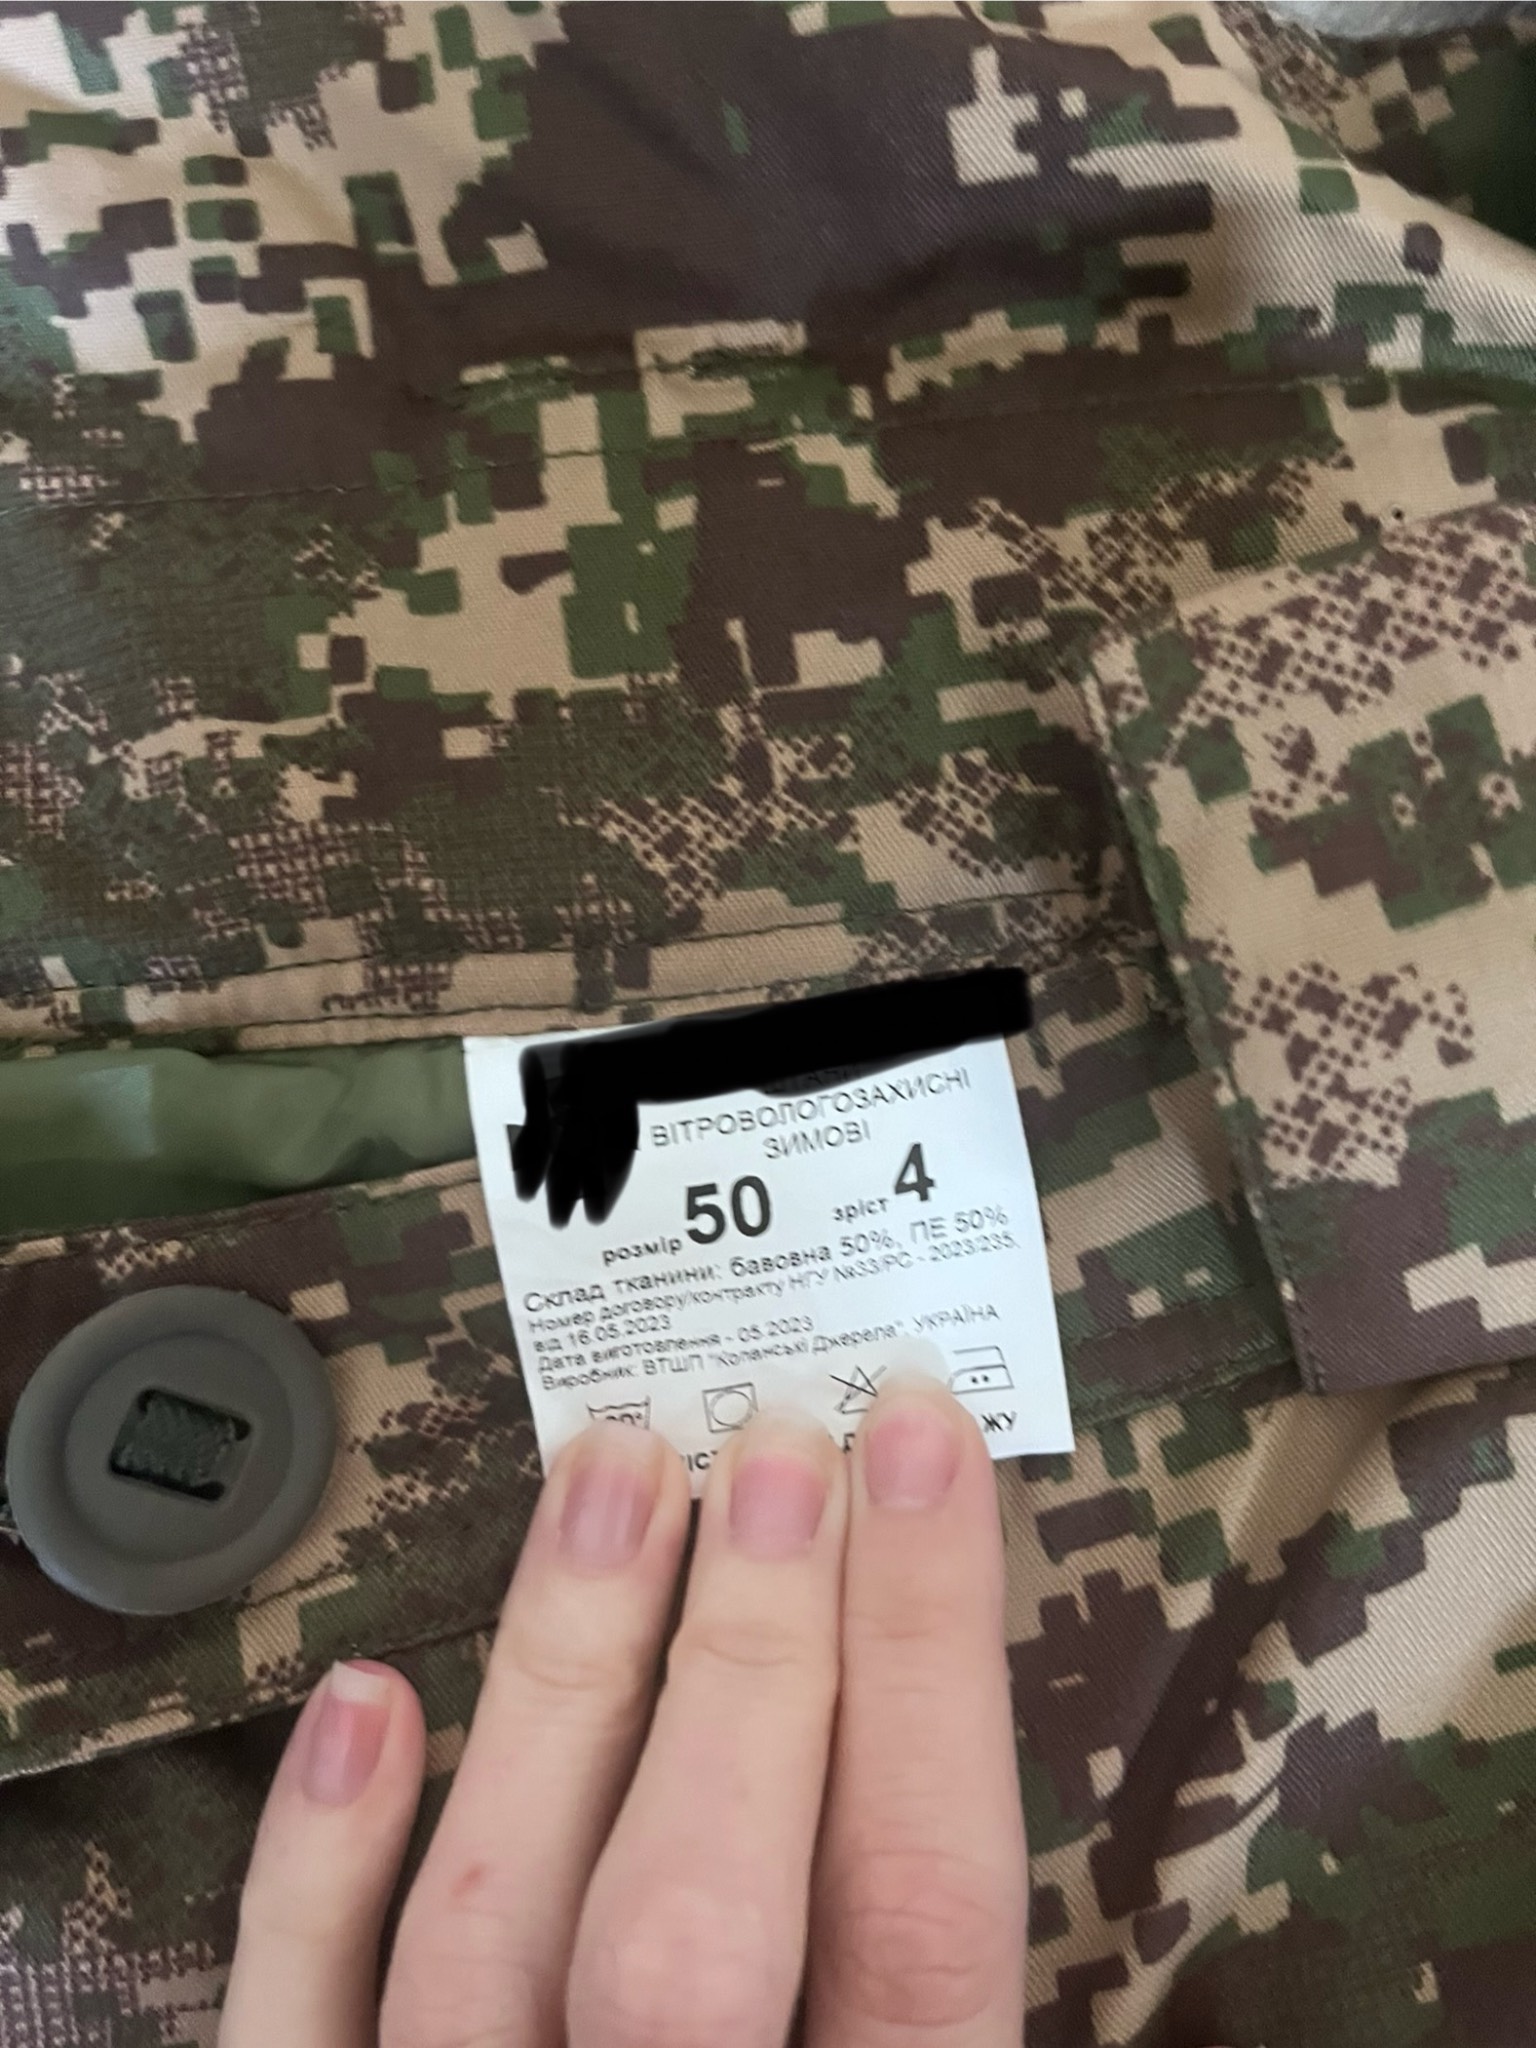 ВІТРОВОЛОГОЗАХИСНІ
ЗИМОВІ
розмір 50 зріст 4
Склад тканини: бавовна 50%, ПЕ 50%
Номер договору/контракту НГУ №33/РС - 2023/235,
від 16.05.2023
Дата виготовлення - 05.2023
Виробник: ВТШП "Коланські Джерела", УКРАЇНА